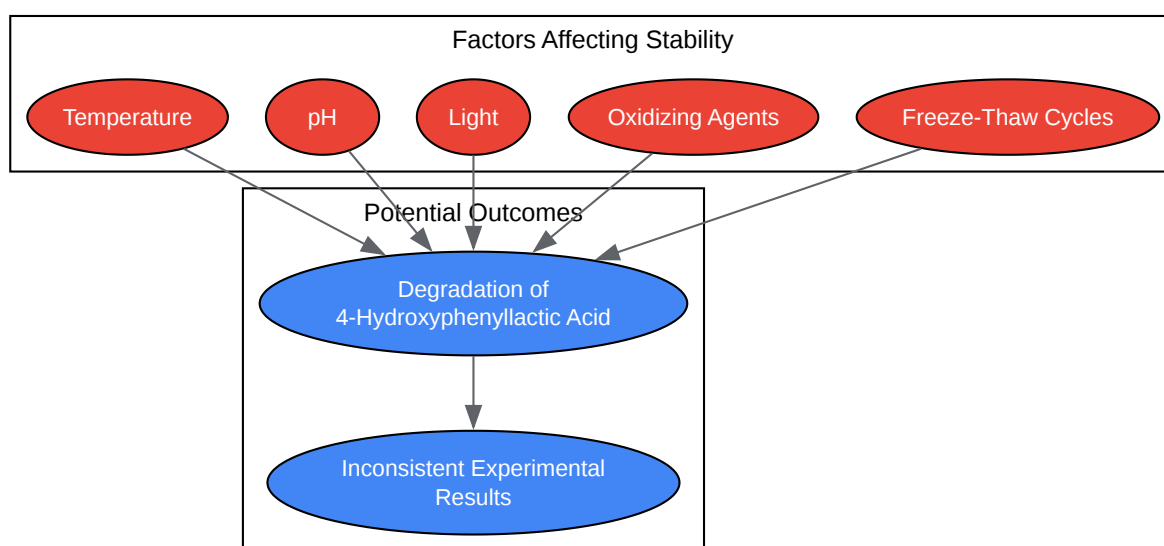 Factors Affecting Stability
Temperature
pH
Light
Oxidizing Agents
Freeze-Thaw Cycles
Potential Outcomes
Degradation of
4-Hydroxyphenyllactic Acid
Inconsistent Experimental
Results